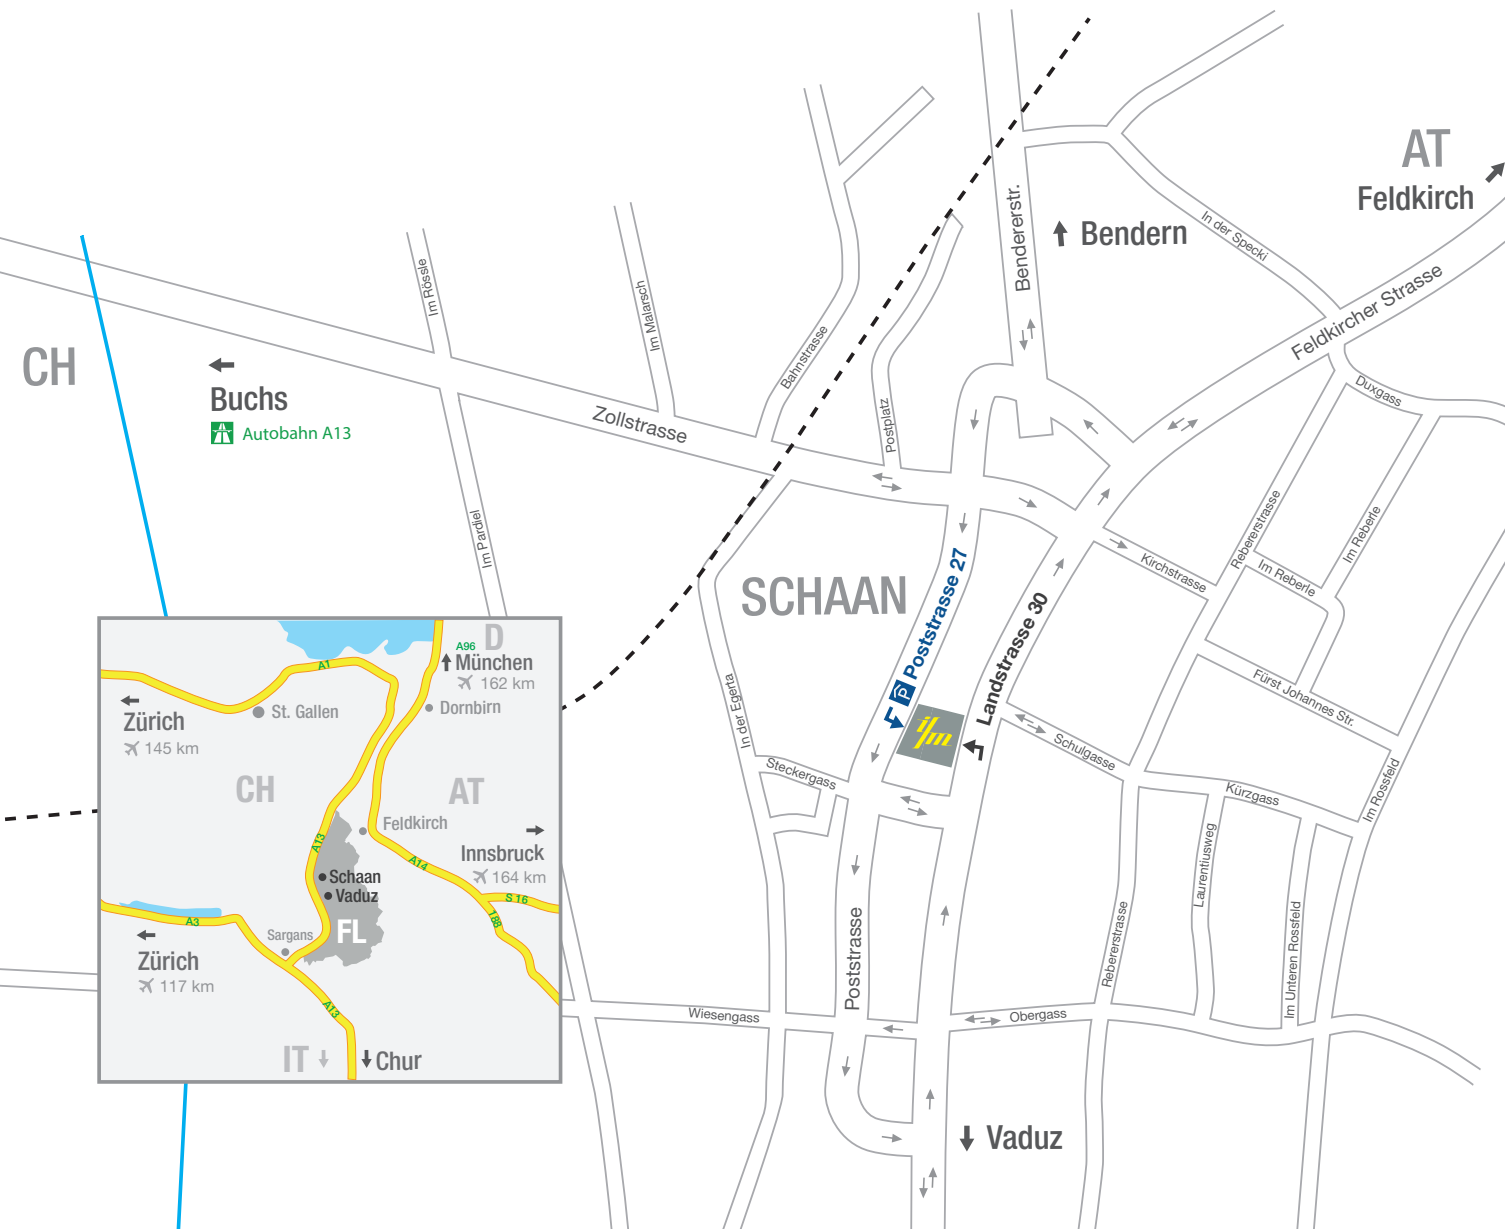 AT
Feldkirch
Bendererstr.
Bendern
In der Specki
Feldkircher Strasse
CH
Im Rössle
Im Malarsch
Bahnstrasse
Buchs
Autobahn A13
Zollstrasse
Postplatz
Duxgass
Im Pardiel
Rebererstrasse
Im Reberle
Im Reberle
Kirchstrasse
SCHAAN
P Poststrasse 27
Landstrasse 30
ifm
In der Egerta
Steckergass
Schulgasse
Fürst Johannes Str.
Kürzgass
Im Rossfeld
Laurentiusweg
Im Unteren Rossfeld
Rebererstrasse
Poststrasse
Wiesengass
Obergass
Vaduz
D
A96
München
162 km
A1
Zürich
145 km
St. Gallen
Dornbirn
CH
AT
Feldkirch
A13
A14
Innsbruck
164 km
Schaan
Vaduz
S 16
188
A3
FL
Sargans
Zürich
117 km
A13
IT
Chur